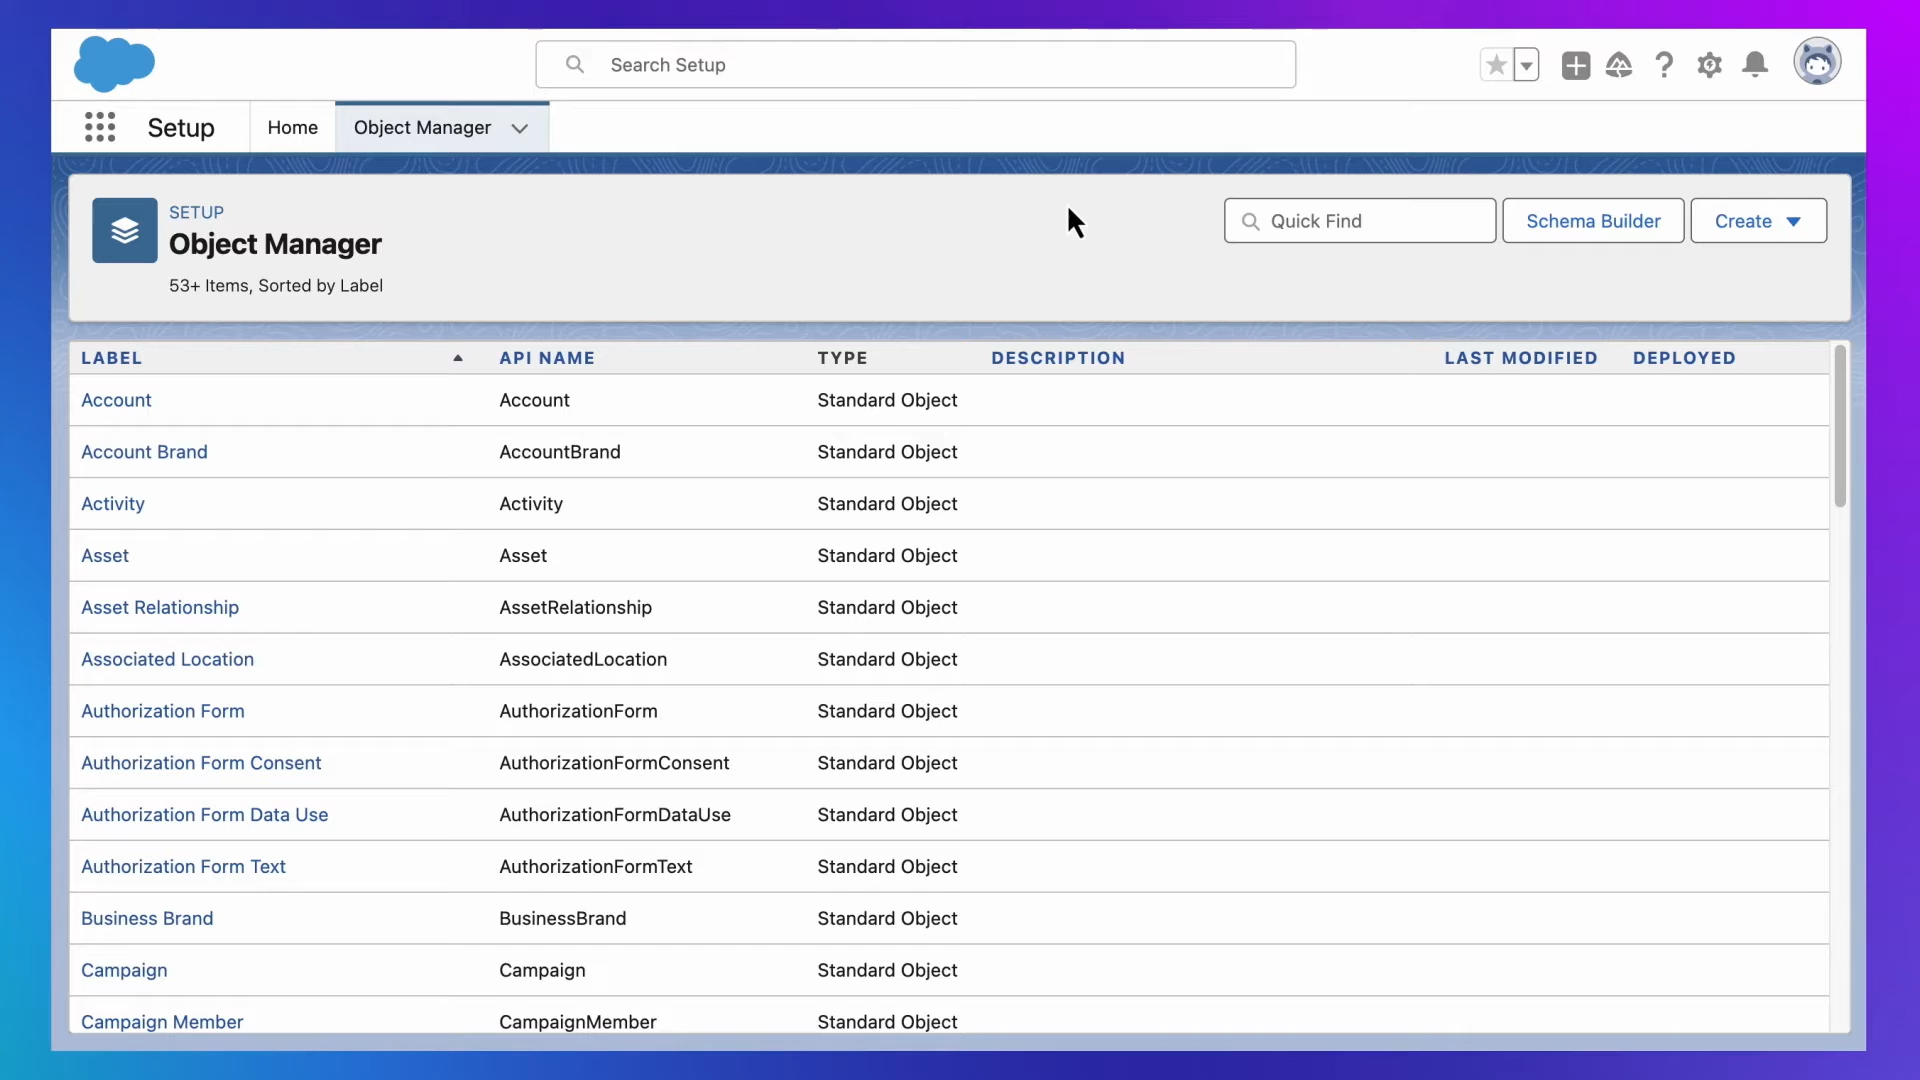 Search Setup
Setup
Home
Object Manager
SETUP
Object Manager
53+ Items, Sorted by Label
Quick Find
Schema Builder
Create
LABEL API NAME TYPE DESCRIPTION LAST MODIFIED DEPLOYED
Account Account Standard Object
Account Brand AccountBrand Standard Object
Activity Activity Standard Object
Asset Asset Standard Object
Asset Relationship AssetRelationship Standard Object
Associated Location AssociatedLocation Standard Object
Authorization Form AuthorizationForm Standard Object
Authorization Form Consent AuthorizationFormConsent Standard Object
Authorization Form Data Use AuthorizationFormDataUse Standard Object
Authorization Form Text AuthorizationFormText Standard Object
Business Brand BusinessBrand Standard Object
Campaign Campaign Standard Object
Campaign Member CampaignMember Standard Object